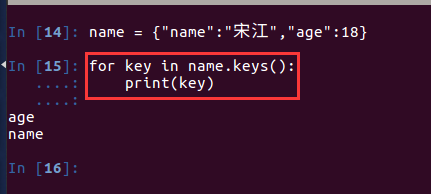 In [14]: name = {"name":"宋江","age":18}
In [15]: for key in name.keys():
....: print(key)
....:
age
name
In [16]: